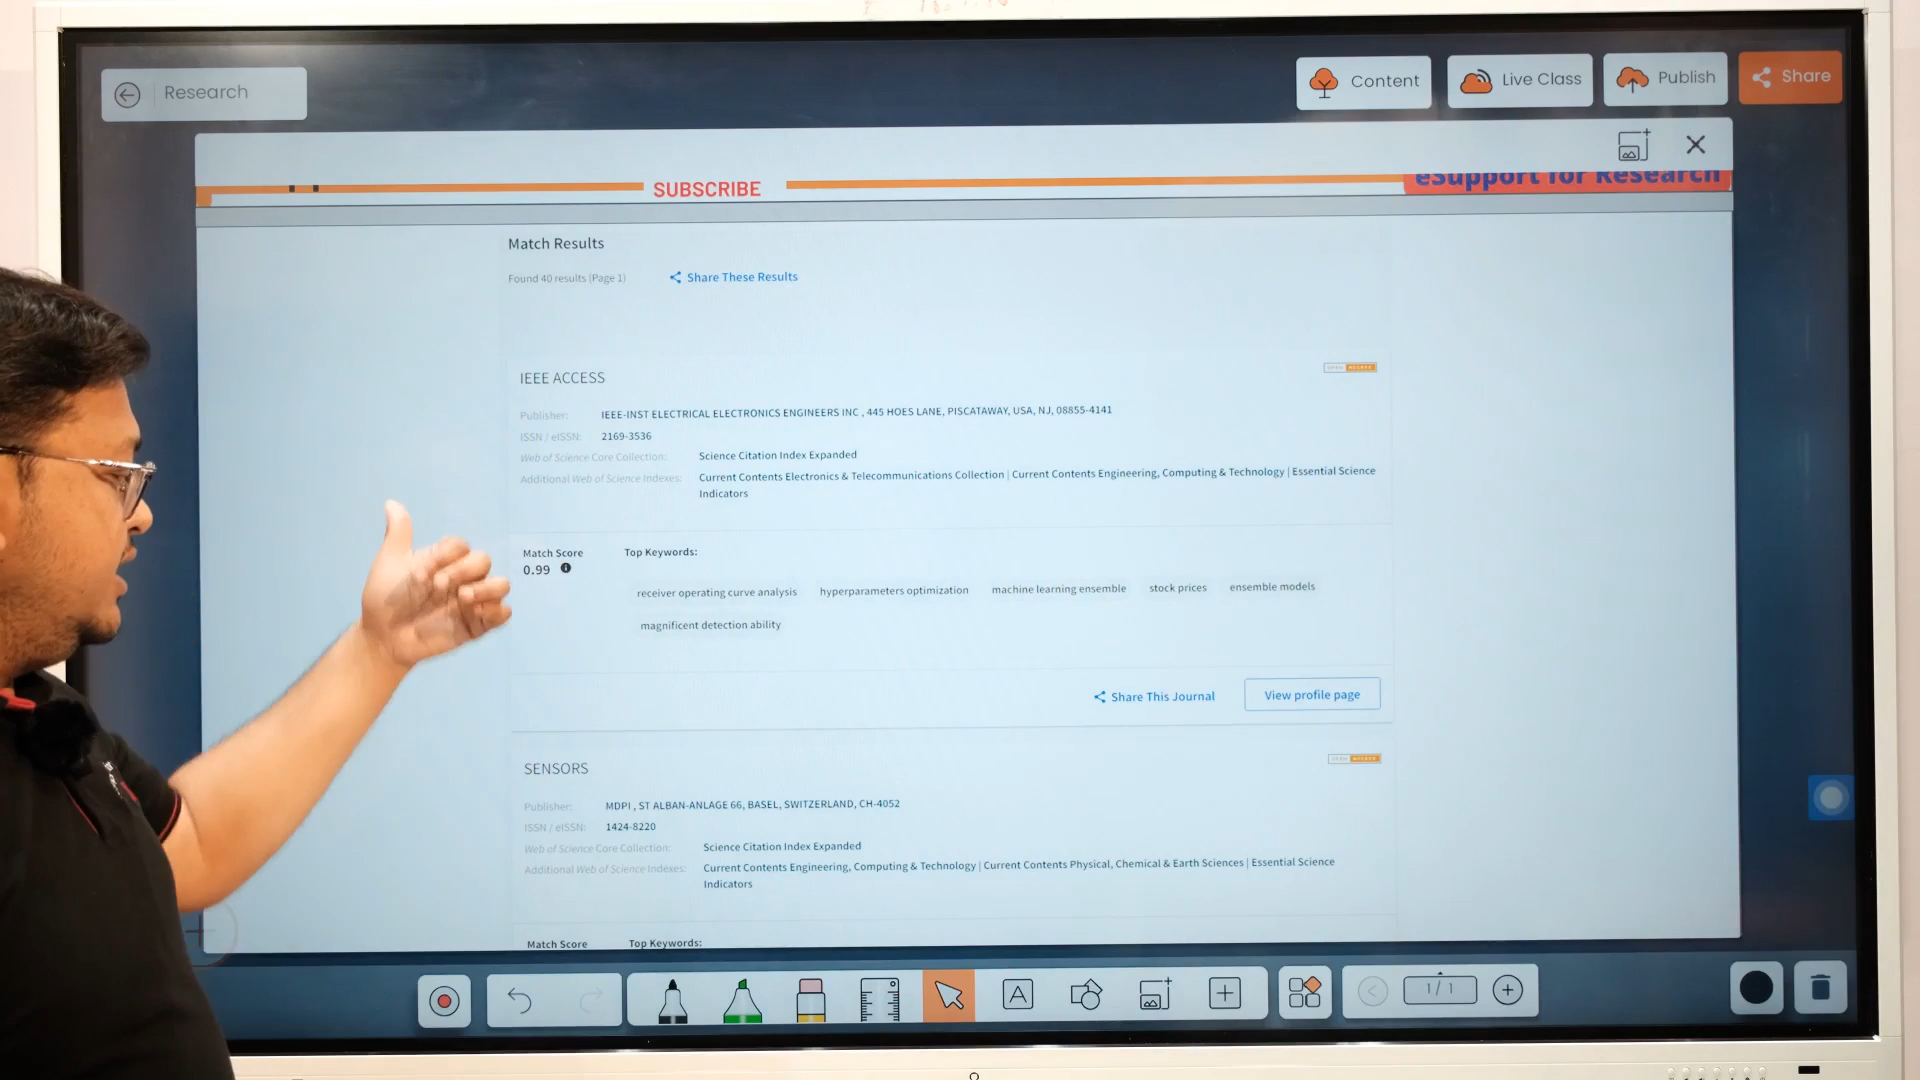 Research
Content
Live Class
Publish
Share
SUBSCRIBE
eSupport for Research
Match Results
Found 40 results (Page 1)
Share These Results
IEEE ACCESS
OPEN ACCESS
Publisher: IEEE-INST ELECTRICAL ELECTRONICS ENGINEERS INC , 445 HOES LANE, PISCATAWAY, USA, NJ, 08855-4141
ISSN / eISSN: 2169-3536
Web of Science Core Collection: Science Citation Index Expanded
Additional Web of Science Indexes: Current Contents Electronics & Telecommunications Collection | Current Contents Engineering, Computing & Technology | Essential Science
Indicators
Match Score
Top Keywords:
0.99
receiver operating curve analysis hyperparameters optimization machine learning ensemble stock prices ensemble models
magnificent detection ability
Share This Journal
View profile page
SENSORS
OPEN ACCESS
Publisher: MDPI , ST ALBAN-ANLAGE 66, BASEL, SWITZERLAND, CH-4052
ISSN / eISSN: 1424-8220
Web of Science Core Collection: Science Citation Index Expanded
Additional Web of Science Indexes: Current Contents Engineering, Computing & Technology | Current Contents Physical, Chemical & Earth Sciences | Essential Science
Indicators
Match Score
Top Keywords:
A
1 / 1